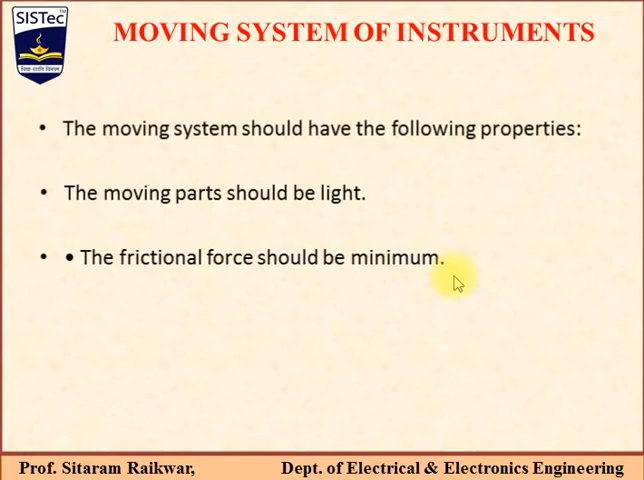 SISTec
MOVING SYSTEM OF INSTRUMENTS
• The moving system should have the following properties:
• The moving parts should be light.
• • The frictional force should be minimum.
Prof. Sitaram Raikwar, Dept. of Electrical & Electronics Engineering